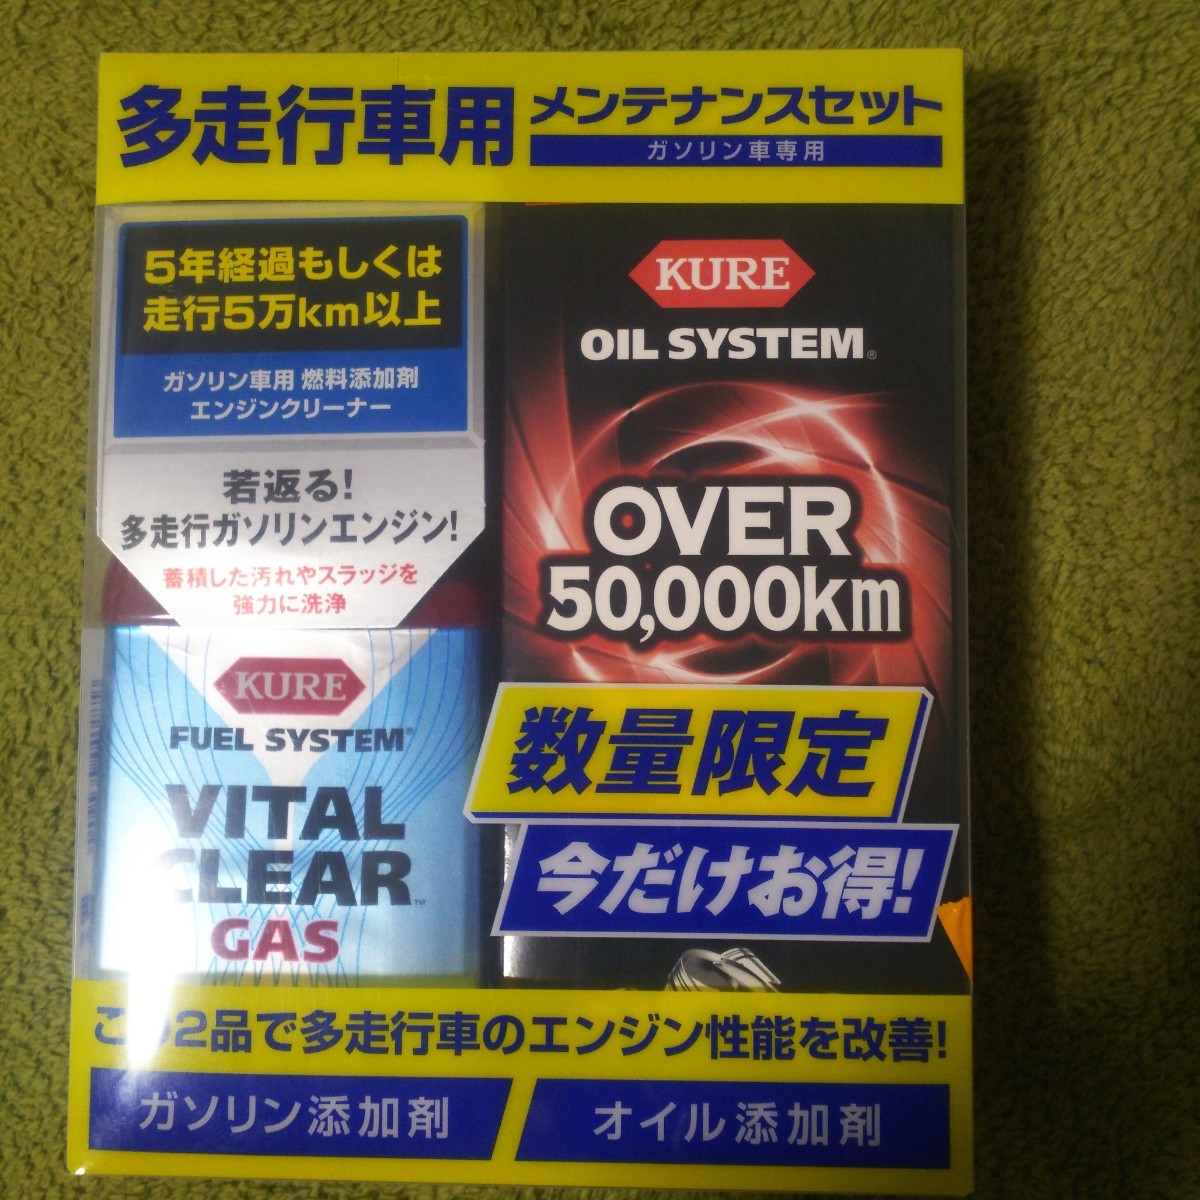 多走行車用
メンテナンスセット
ガソリン車専用
5年経過もしくは
走行5万km以上
ガソリン車用 燃料添加剤
エンジンクリーナー
若返る!
多走行ガソリンエンジン!
蓄積した汚れやスラッジを
強力に洗浄
KURE
FUEL SYSTEM®
VITAL
CLEAR™
GAS
KURE
OIL SYSTEM®
OVER
50,000km
数量限定
今だけお得!
この2品で多走行車のエンジン性能を改善!
ガソリン添加剤
オイル添加剤